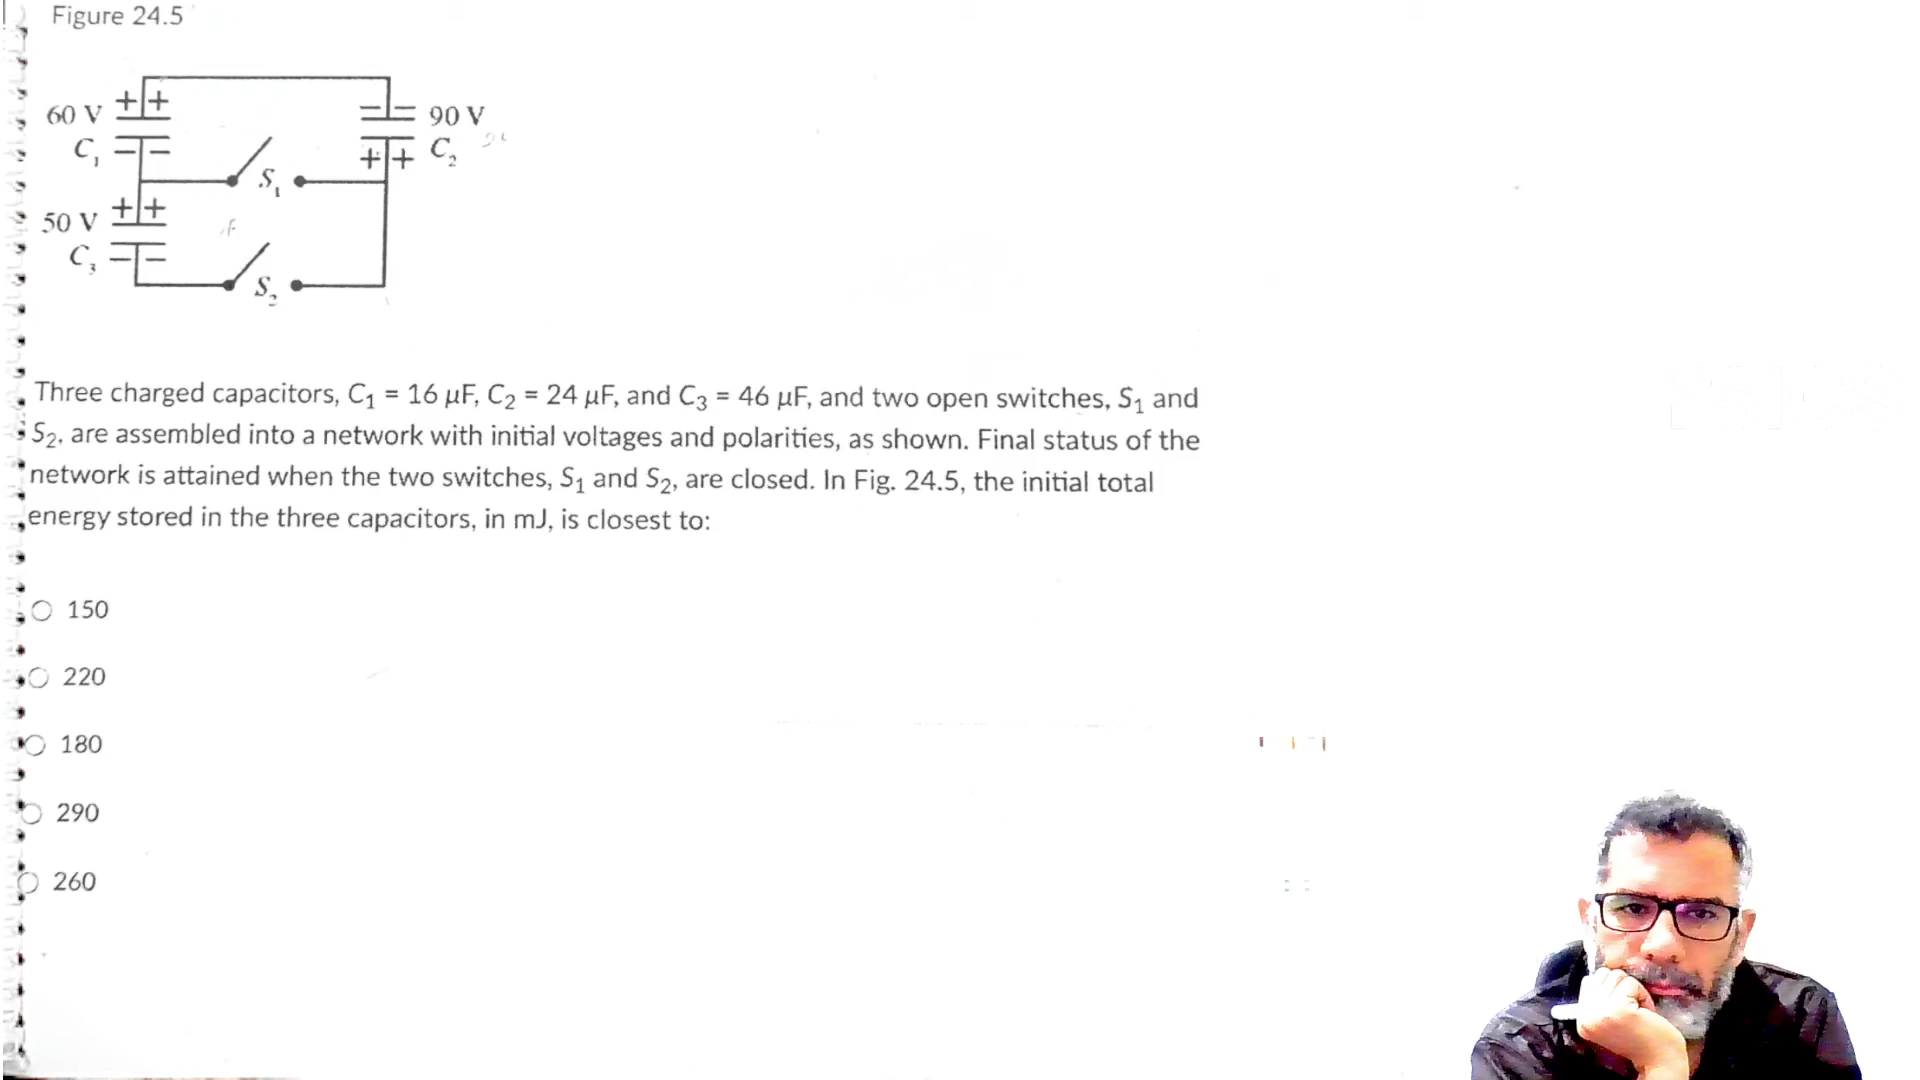 Figure 24.5
60 V
C₁
++
--
90 V
C₂
++
S₁
50 V
C₃
++
--
S₂
Three charged capacitors, C₁ = 16 μF, C₂ = 24 μF, and C₃ = 46 μF, and two open switches, S₁ and
S₂, are assembled into a network with initial voltages and polarities, as shown. Final status of the
network is attained when the two switches, S₁ and S₂, are closed. In Fig. 24.5, the initial total
energy stored in the three capacitors, in mJ, is closest to:
150
220
180
290
260